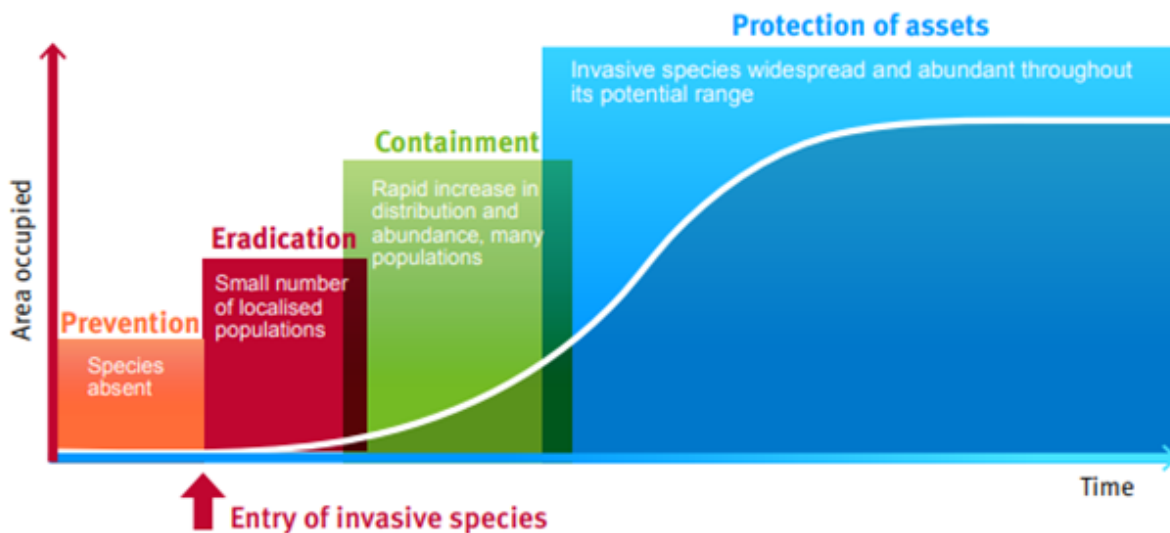 Protection of assets
Invasive species widespread and abundant throughout
its potential range
Containment
Rapid increase in
distribution and
abundance, many
populations
Eradication
Small number
of localised
populations
Prevention
Species
absent
Area occupied
Time
Entry of invasive species